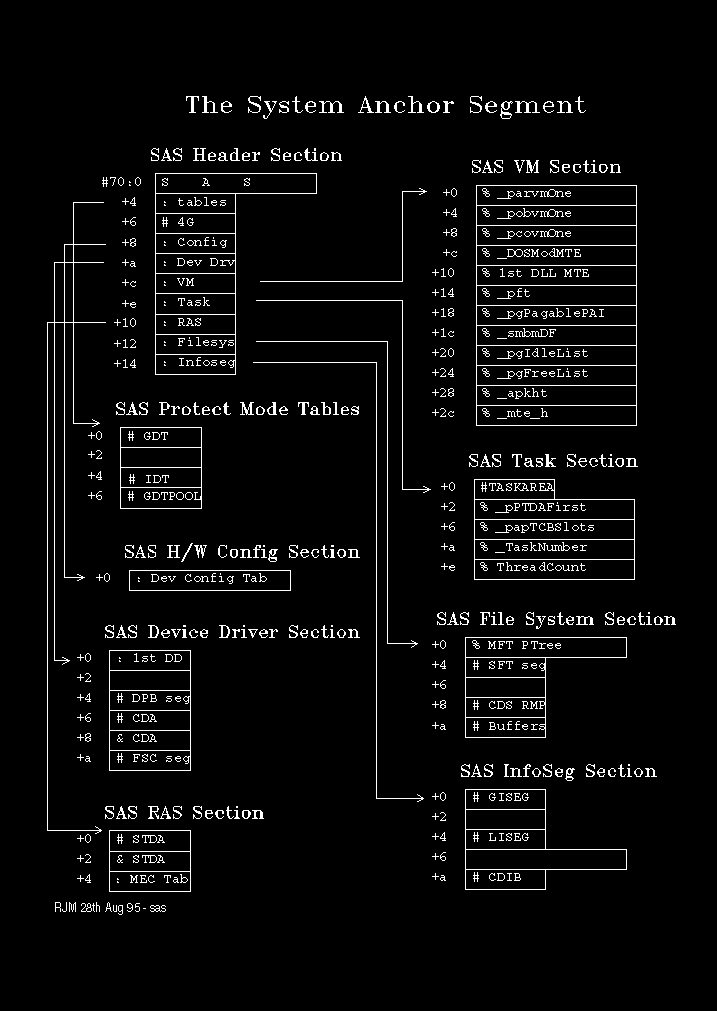 The System Anchor Segment
SAS Header Section
#70:0 S A S
+4 : tables
+6 # 4G
+8 : Config
+a : Dev Drv
+c : VM
+e : Task
+10 : RAS
+12 : Filesys
+14 : Infoseg
SAS Protect Mode Tables
+0 # GDT
+2
+4 # IDT
+6 # GDTPOOL
SAS H/W Config Section
+0 : Dev Config Tab
SAS Device Driver Section
+0 : 1st DD
+2
+4 # DPB seg
+6 # CDA
+8 & CDA
+a # FSC seg
SAS RAS Section
+0 # STDA
+2 & STDA
+4 : MEC Tab
RJM 28th Aug 95 - sas
SAS VM Section
+0 % _parvmOne
+4 % _pobvmOne
+8 % _pcovmOne
+c % _DOSModMTE
+10 % 1st DLL MTE
+14 % _pft
+18 % _pgPagablePAI
+1c % _smbmDF
+20 % _pgIdleList
+24 % _pgFreeList
+28 % _apkht
+2c % _mte_h
SAS Task Section
+0 #TASKAREA
+2 % _pPTDAFirst
+6 % _papTCBSlots
+a % _TaskNumber
+e % ThreadCount
SAS File System Section
+0 % MFT PTree
+4 # SFT seg
+6
+8 # CDS RMP
+a # Buffers
SAS InfoSeg Section
+0 # GISEG
+2
+4 # LISEG
+6
+a # CDIB